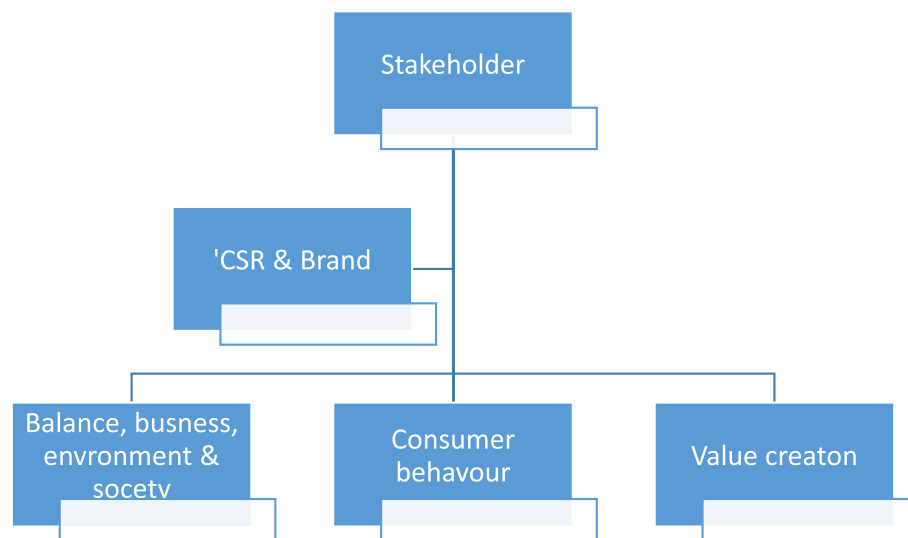 Stakeholder
'CSR & Brand
Balance, busness,
envronment &
socety
Consumer
behavour
Value creaton